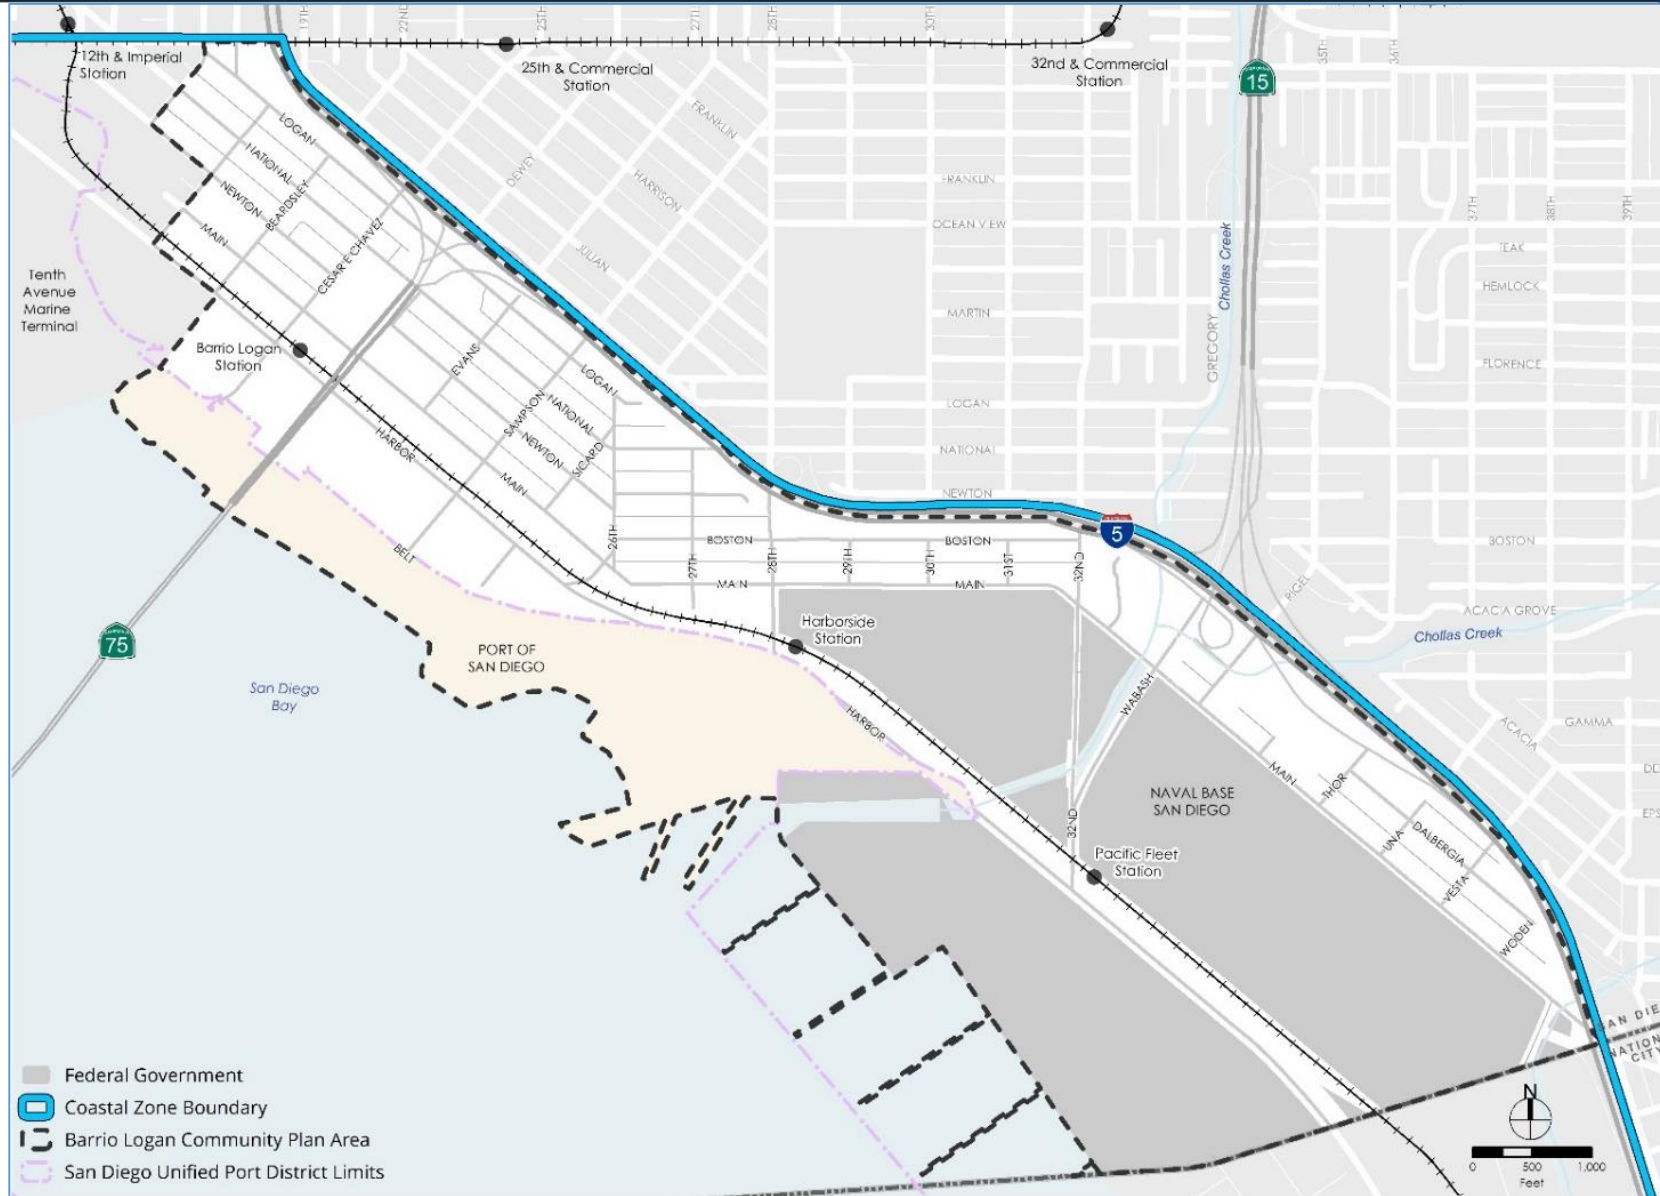 19TH
22ND
25TH
27TH
28TH
30TH
35TH
36TH
12th & Imperial
Station
25th & Commercial
Station
32nd & Commercial
Station
15
LOGAN
FRANKLIN
NATIONAL
DEWEY
HARRISON
FRANKLIN
NEWTON
BEARDSLEY
OCEAN VIEW
37TH
38TH
39TH
MAIN
CESAR E CHAVEZ
JULIAN
Chollas Creek
TEAK
Tenth
Avenue
Marine
Terminal
HEMLOCK
MARTIN
GREGORY
Barrio Logan
Station
EVANS
LOGAN
FLORENCE
SAMPSON
NATIONAL
LOGAN
HARBOR
NEWTON
SICARD
NATIONAL
MAIN
NEWTON
5
BELT
26TH
BOSTON
BOSTON
BOSTON
27TH
28TH
29TH
30TH
31ST
32ND
MAIN
MAIN
RIGEL
ACACIA GROVE
Harborside
Station
Chollas Creek
75
PORT OF
SAN DIEGO
San Diego
Bay
WABASH
HARBOR
ACACIA
GAMMA
MAIN
THOR
NAVAL BASE
SAN DIEGO
32ND
UNA
DALBERGIA
Pacific Fleet
Station
VESTA
WODEN
SAN DIE
NATION
CITY
Federal Government
Coastal Zone Boundary
Barrio Logan Community Plan Area
San Diego Unified Port District Limits
N
0 500 1,000
Feet